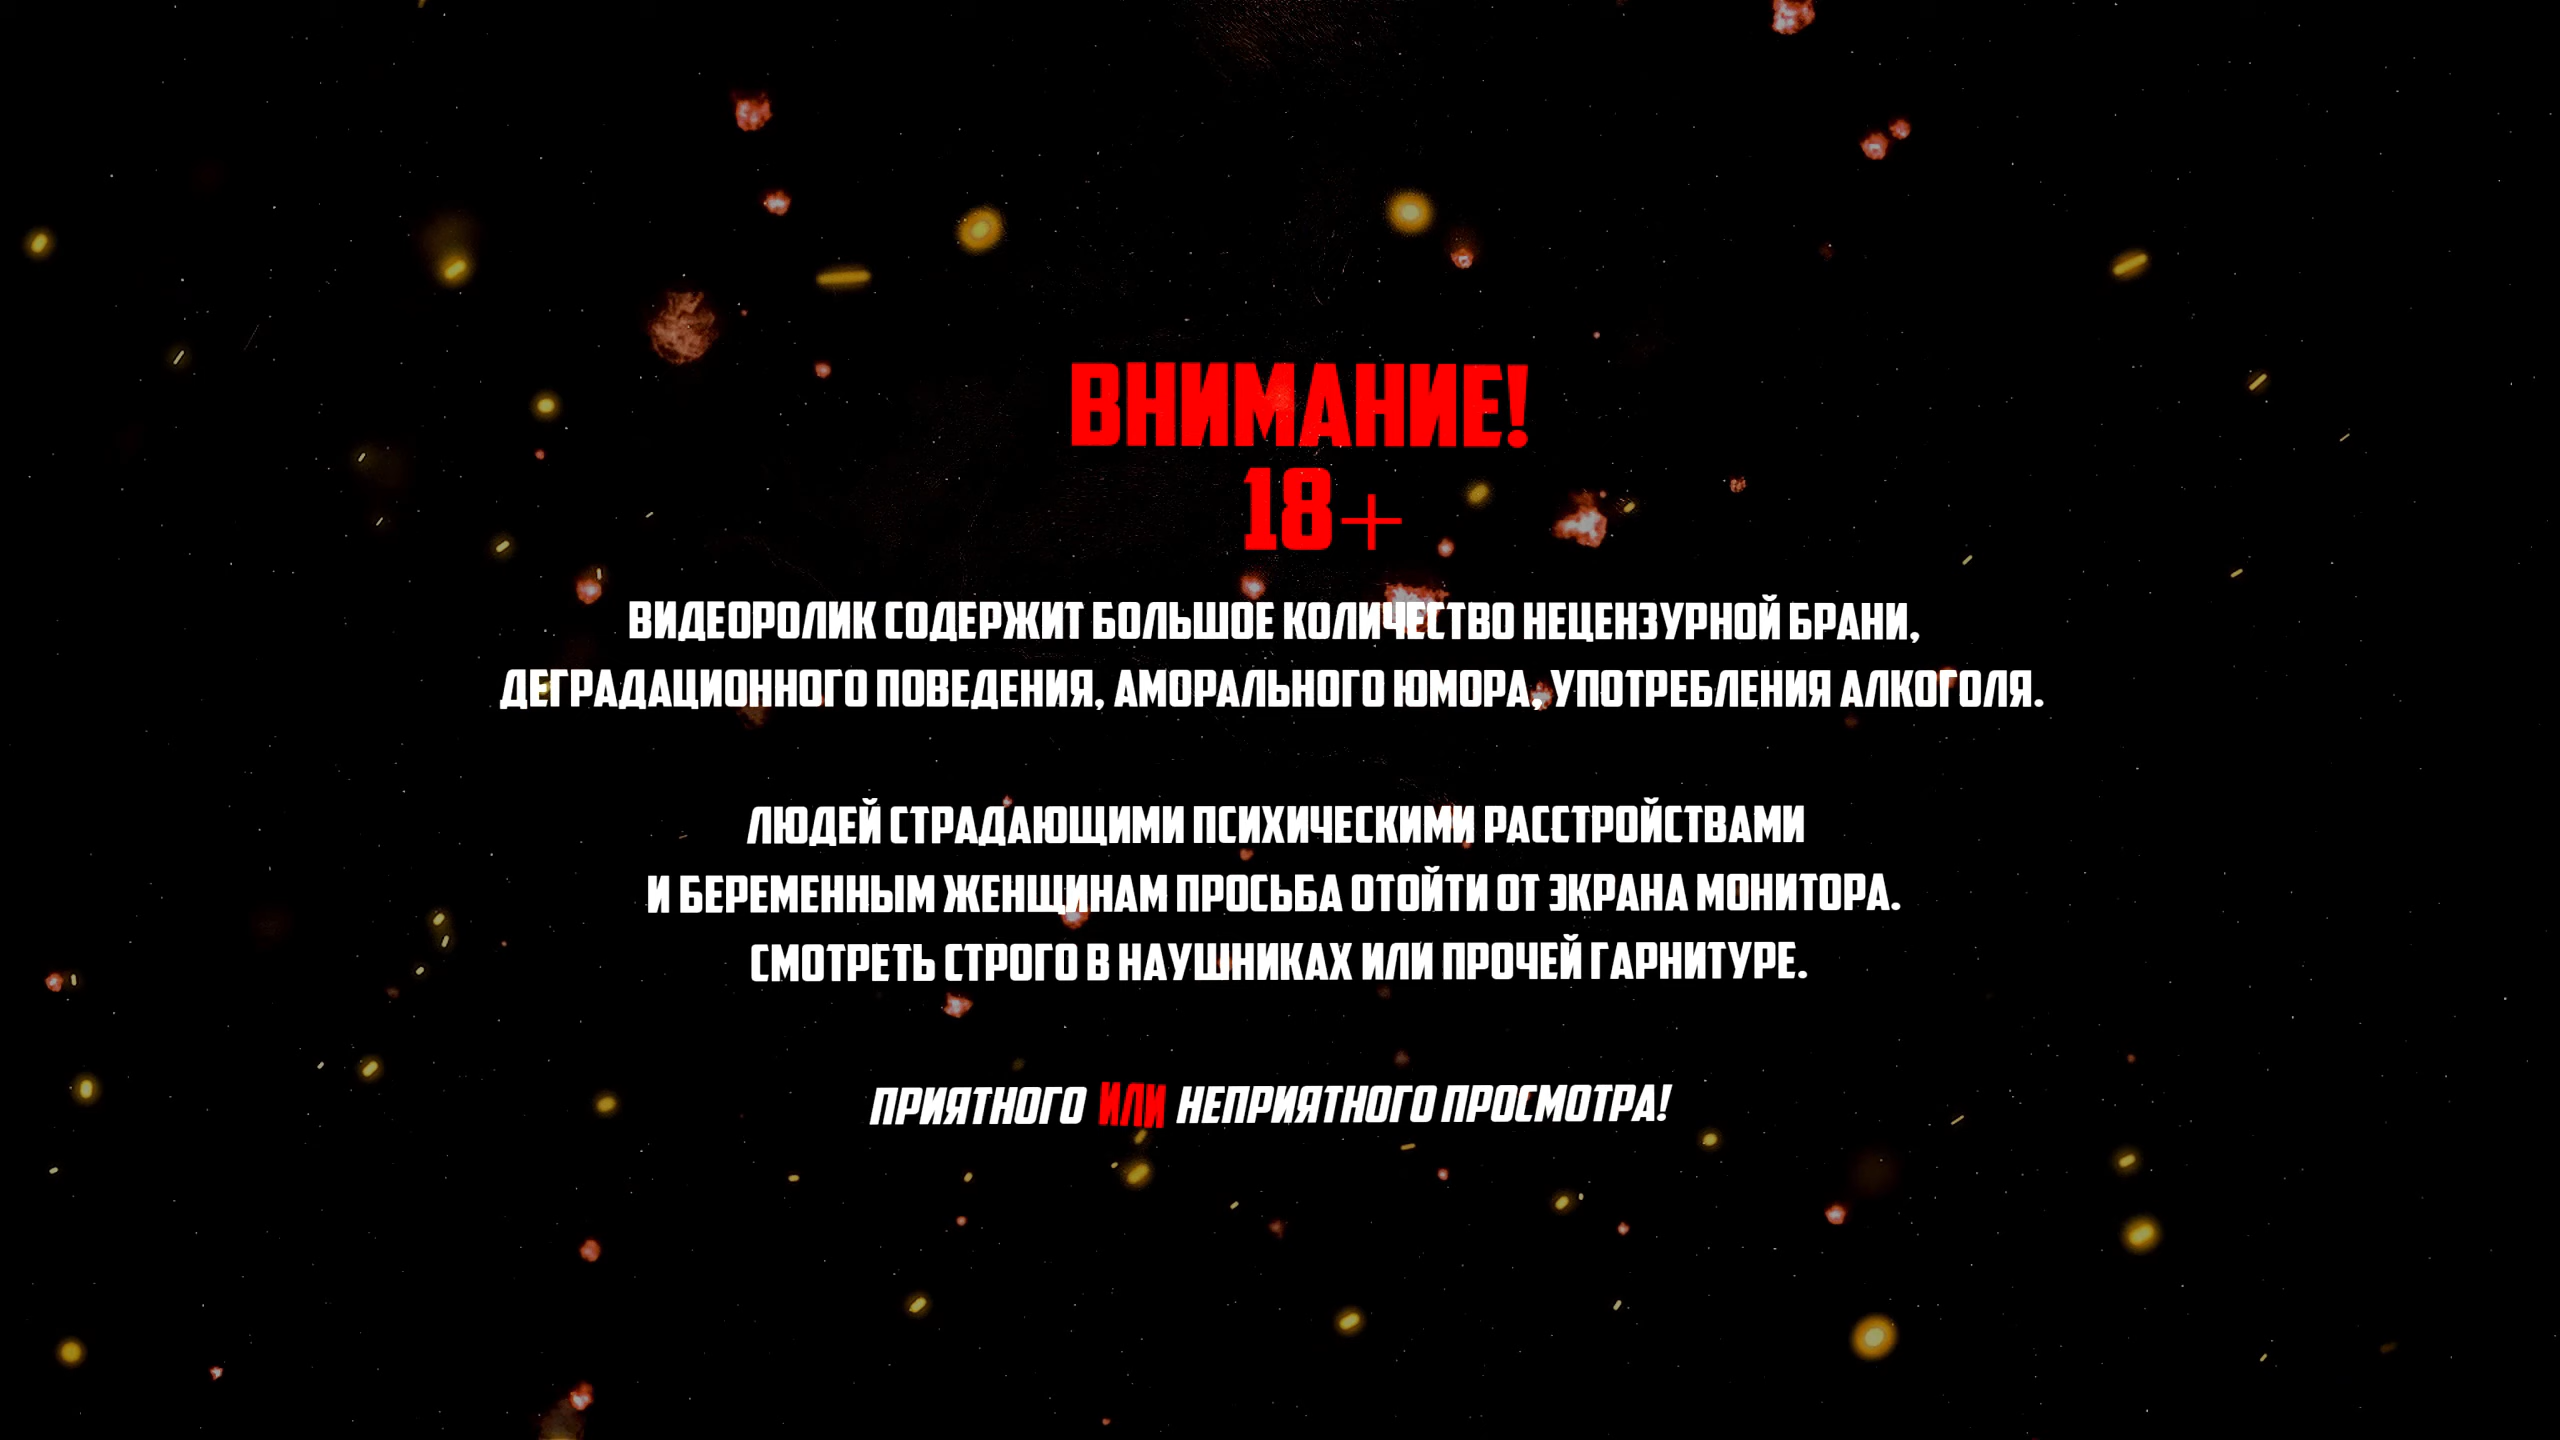 ВНИМАНИЕ!
18+
ВИДЕОРОЛИК СОДЕРЖИТ БОЛЬШОЕ КОЛИЧЕСТВО НЕЦЕНЗУРНОЙ БРАНИ,
ДЕГРАДАЦИОННОГО ПОВЕДЕНИЯ, АМОРАЛЬНОГО ЮМОРА, УПОТРЕБЛЕНИЯ АЛКОГОЛЯ.
ЛЮДЕЙ СТРАДАЮЩИМИ ПСИХИЧЕСКИМИ РАССТРОЙСТВАМИ
И БЕРЕМЕННЫМ ЖЕНЩИНАМ ПРОСЬБА ОТОЙТИ ОТ ЭКРАНА МОНИТОРА.
СМОТРЕТЬ СТРОГО В НАУШНИКАХ ИЛИ ПРОЧЕЙ ГАРНИТУРЕ.
ПРИЯТНОГО ИЛИ НЕПРИЯТНОГО ПРОСМОТРА!